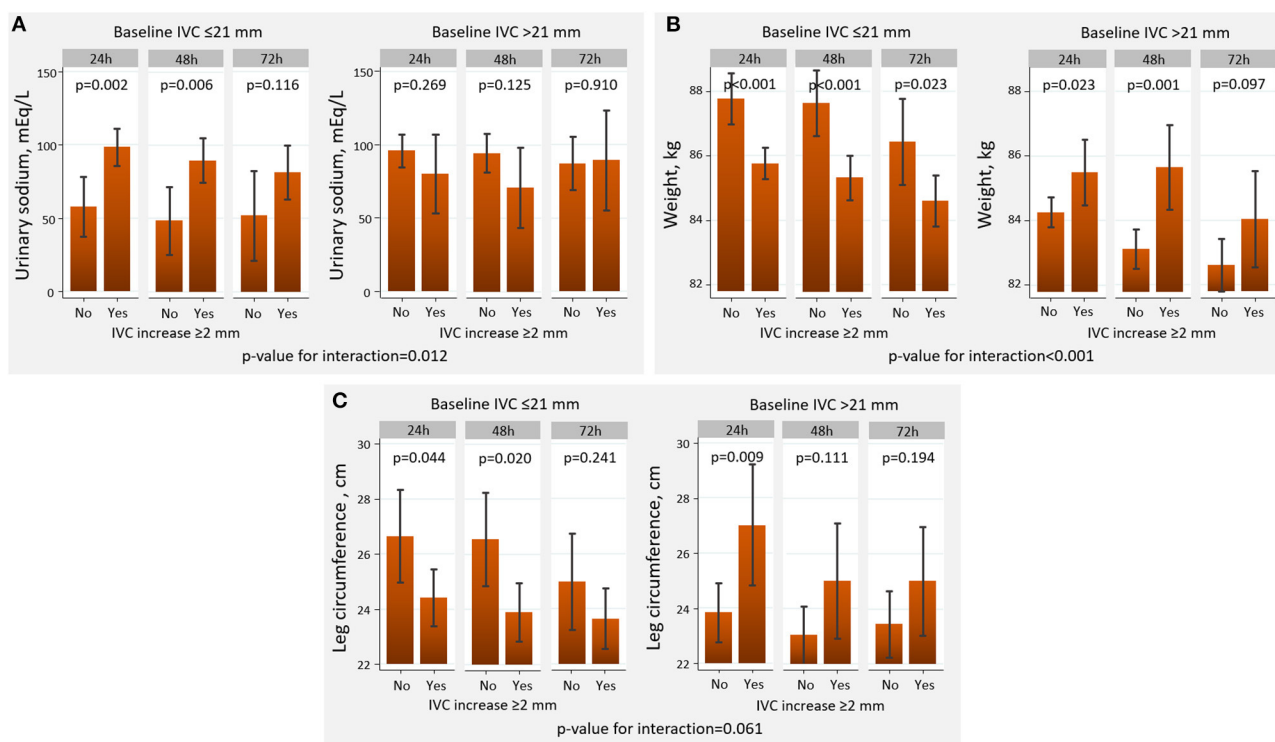 A
Baseline IVC ≤21 mm
24h
48h
72h
p=0.002
p=0.006
p=0.116
Urinary sodium, mEq/L
150
100
50
0
No
Yes
No
Yes
No
Yes
IVC increase ≥2 mm
Baseline IVC >21 mm
24h
48h
72h
p=0.269
p=0.125
p=0.910
Urinary sodium, mEq/L
150
100
50
0
No
Yes
No
Yes
No
Yes
IVC increase ≥2 mm
p-value for interaction=0.012
B
Baseline IVC ≤21 mm
24h
48h
72h
p<0.001
p<0.001
p=0.023
Weight, kg
88
86
84
82
No
Yes
No
Yes
No
Yes
IVC increase ≥2 mm
Baseline IVC >21 mm
24h
48h
72h
p=0.023
p=0.001
p=0.097
Weight, kg
88
86
84
82
No
Yes
No
Yes
No
Yes
IVC increase ≥2 mm
p-value for interaction<0.001
C
Baseline IVC ≤21 mm
24h
48h
72h
p=0.044
p=0.020
p=0.241
Leg circumference , cm
30
28
26
24
22
No
Yes
No
Yes
No
Yes
IVC increase ≥2 mm
Baseline IVC >21 mm
24h
48h
72h
p=0.009
p=0.111
p=0.194
Leg circumference, cm
30
28
26
24
22
No
Yes
No
Yes
No
Yes
IVC increase ≥2 mm
p-value for interaction=0.061